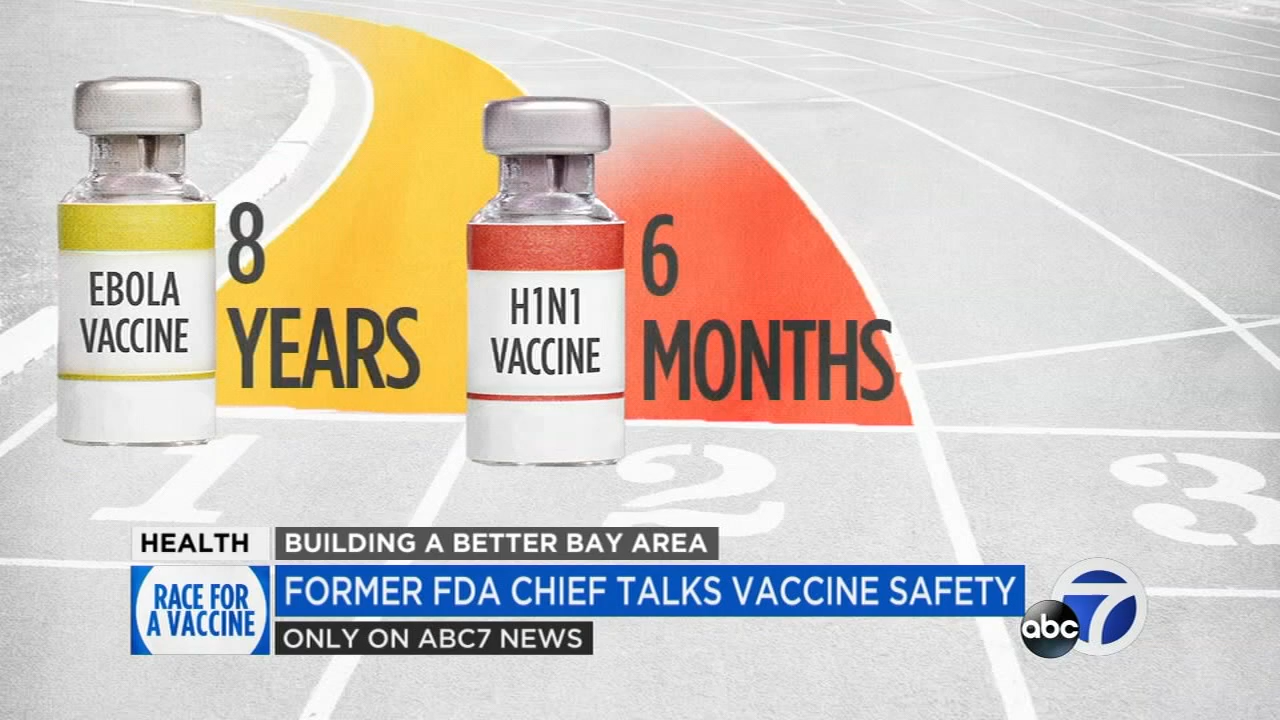 EBOLA
VACCINE
8
YEARS
H1N1
VACCINE
6
MONTHS
1
2
3
HEALTH
BUILDING A BETTER BAY AREA
RACE FOR
A VACCINE
FORMER FDA CHIEF TALKS VACCINE SAFETY
ONLY ON ABC7 NEWS
abc 7